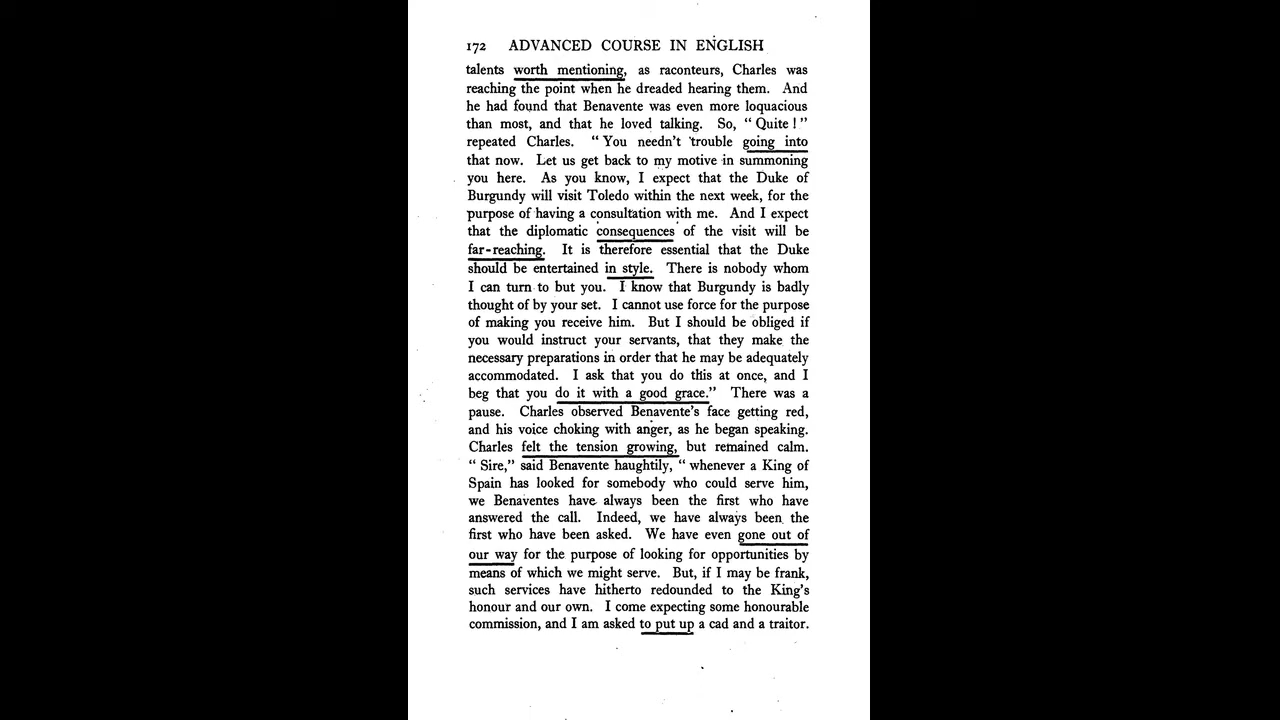 172 ADVANCED COURSE IN ENGLISH
talents worth mentioning, as raconteurs, Charles was
reaching the point when he dreaded hearing them. And
he had found that Benavente was even more loquacious
than most, and that he loved talking. So, “ Quite ! ”
repeated Charles. “ You needn't trouble going into
that now. Let us get back to my motive in summoning
you here. As you know, I expect that the Duke of
Burgundy will visit Toledo within the next week, for the
purpose of having a consultation with me. And I expect
that the diplomatic consequences of the visit will be
far-reaching. It is therefore essential that the Duke
should be entertained in style. There is nobody whom
I can turn to but you. I know that Burgundy is badly
thought of by your set. I cannot use force for the purpose
of making you receive him. But I should be obliged if
you would instruct your servants, that they make the
necessary preparations in order that he may be adequately
accommodated. I ask that you do this at once, and I
beg that you do it with a good grace.” There was a
pause. Charles observed Benavente's face getting red,
and his voice choking with anger, as he began speaking.
Charles felt the tension growing, but remained calm.
“ Sire,” said Benavente haughtily, “ whenever a King of
Spain has looked for somebody who could serve him,
we Benaventes have always been the first who have
answered the call. Indeed, we have always been the
first who have been asked. We have even gone out of
our way for the purpose of looking for opportunities by
means of which we might serve. But, if I may be frank,
such services have hitherto redounded to the King's
honour and our own. I come expecting some honourable
commission, and I am asked to put up a cad and a traitor.